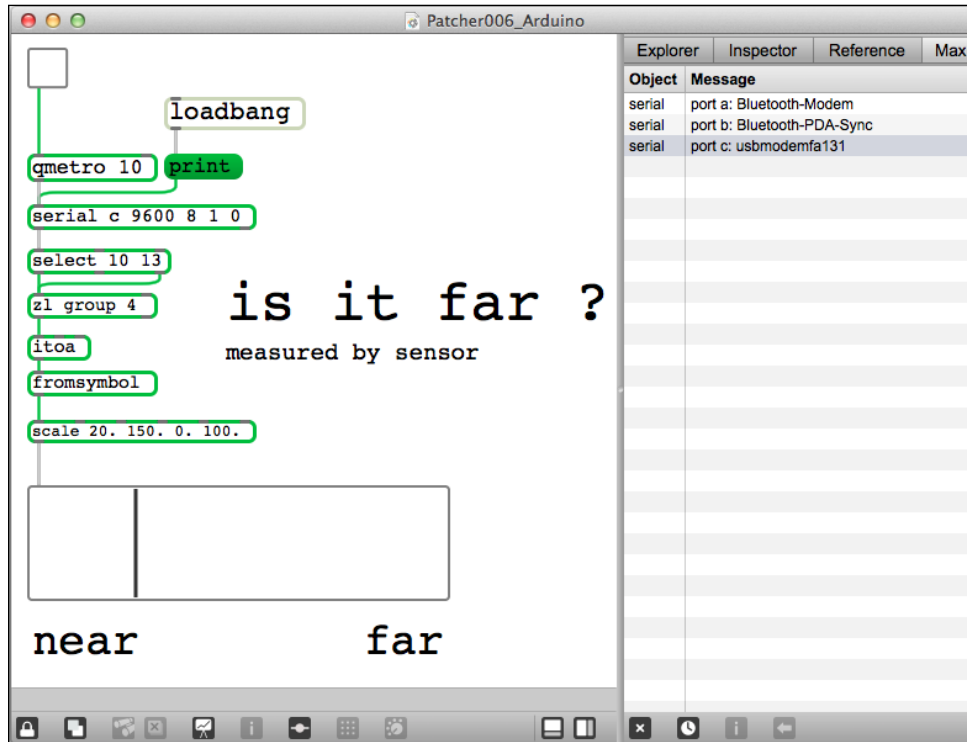 Patcher006_Arduino
loadbang
qmetro 10
print
serial c 9600 8 1 0
select 10 13
zl group 4
itoa
fromsymbol
scale 20. 150. 0. 100.
is it far ?
measured by sensor
near far
Explorer Inspector Reference Max
Object Message
serial port a: Bluetooth-Modem
serial port b: Bluetooth-PDA-Sync
serial port c: usbmodemfa131